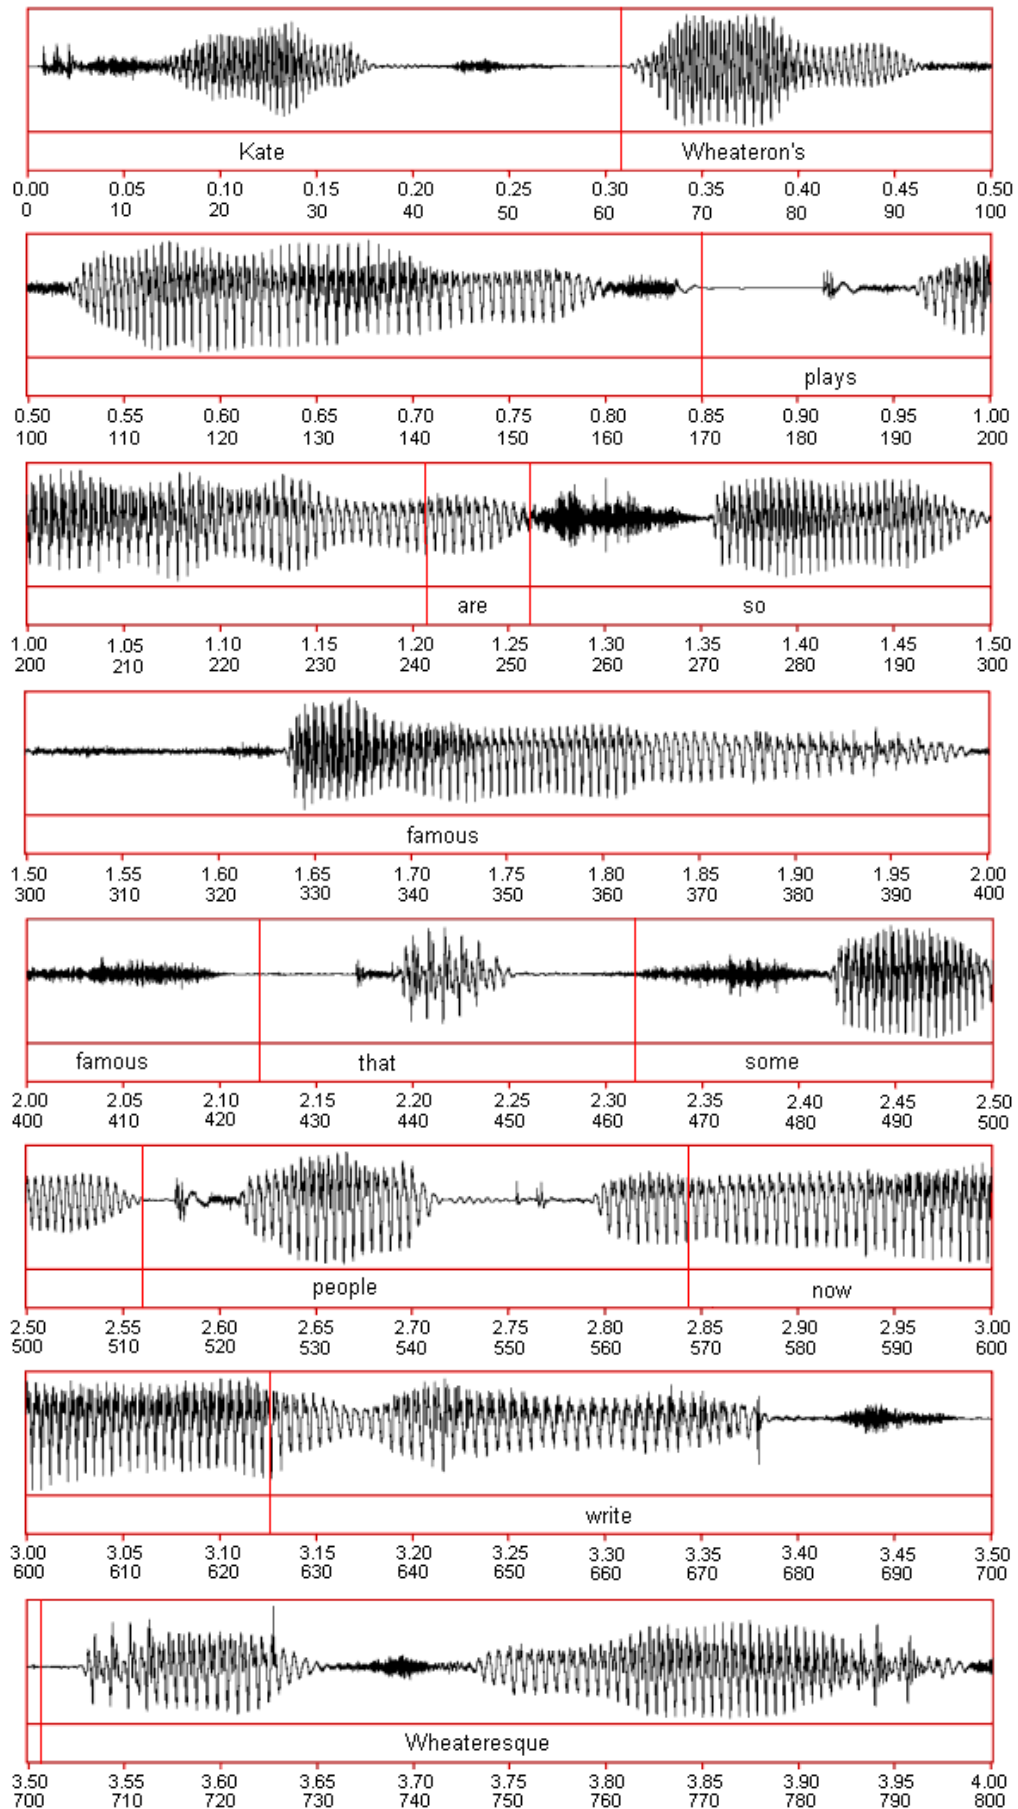 Kate Wheateron's
0.00 0.05 0.10 0.15 0.20 0.25 0.30 0.35 0.40 0.45 0.50
0 10 20 30 40 50 60 70 80 90 100
plays
0.50 0.55 0.60 0.65 0.70 0.75 0.80 0.85 0.90 0.95 1.00
100 110 120 130 140 150 160 170 180 190 200
are so
1.00 1.05 1.10 1.15 1.20 1.25 1.30 1.35 1.40 1.45 1.50
200 210 220 230 240 250 260 270 280 190 300
famous
1.50 1.55 1.60 1.65 1.70 1.75 1.80 1.85 1.90 1.95 2.00
300 310 320 330 340 350 360 370 380 390 400
famous that some
2.00 2.05 2.10 2.15 2.20 2.25 2.30 2.35 2.40 2.45 2.50
400 410 420 430 440 450 460 470 480 490 500
people now
2.50 2.55 2.60 2.65 2.70 2.75 2.80 2.85 2.90 2.95 3.00
500 510 520 530 540 550 560 570 580 590 600
write
3.00 3.05 3.10 3.15 3.20 3.25 3.30 3.35 3.40 3.45 3.50
600 610 620 630 640 650 660 670 680 690 700
Wheateresque
3.50 3.55 3.60 3.65 3.70 3.75 3.80 3.85 3.90 3.95 4.00
700 710 720 730 740 750 760 770 780 790 800